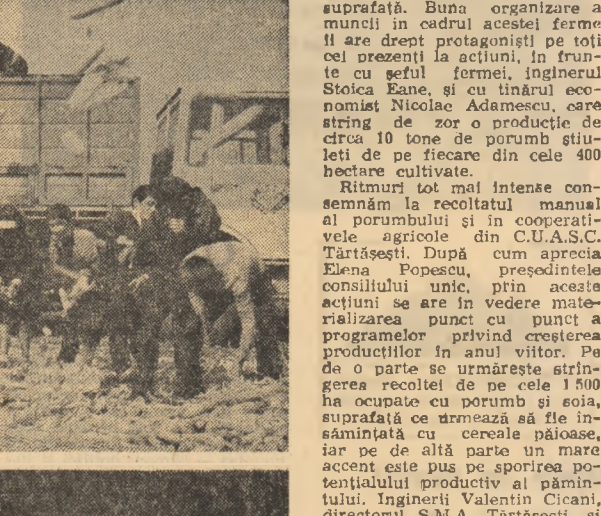 suprafață. Buna organizare a
muncii in cadrul acestei ferme
îi are drept protagoniști pe toți
cei prezenți la acțiuni, în frun-
te cu șeful fermei, inginerul
Stoica Eane, și cu tînărul eco-
nomist Nicolae Adamescu, care
string de zor o producție de
circa 10 tone de porumb știu-
leți de pe fiecare din cele 400
hectare cultivate.
Ritmuri tot mai intense con-
semnăm la recoltatul manual
al porumbului și în cooperati-
vele agricole din C.U.A.S.C.
Tărtășești. După cum aprecia
Elena Popescu, președintele
consiliului unic, prin aceste
acțiuni se are în vedere mate-
rializarea punct cu punct a
programelor privind creșterea
producțiilor în anul viitor. Pe
de o parte se urmărește strîn-
gerea recoltei de pe cele 1 500
ha ocupate cu porumb și soia,
suprafață ce urmează să fie în-
sămînțată cu cereale păioase,
iar pe de altă parte un mare
accent este pus pe sporirea po-
tențialului productiv al pămîn-
tului. Inginerii Valentin Cicani,
directorul S.M.A. Tărtășești, și